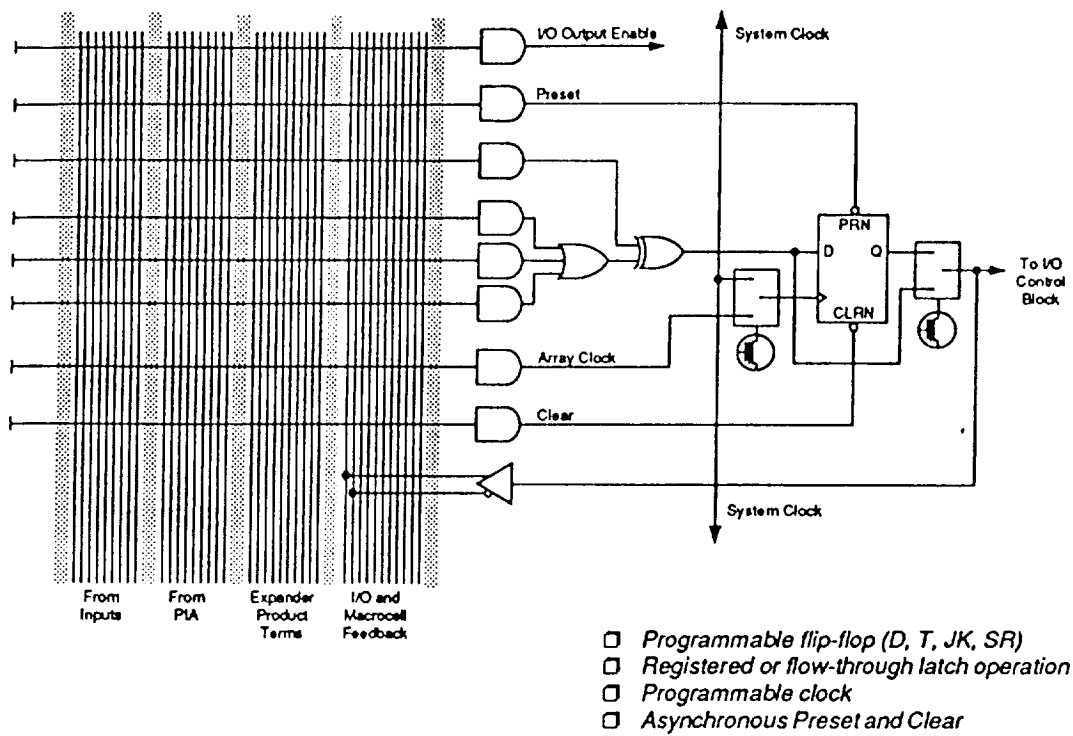 I/O Output Enable
System Clock
Preset
PRN
D Q
To I/O
Control
Block
CLRN
Array Clock
Clear
System Clock
From
Inputs
From
PIA
Expander
Product
Terms
I/O and
Macrocell
Feedback
❒ Programmable flip-flop (D, T, JK, SR)
❒ Registered or flow-through latch operation
❒ Programmable clock
❒ Asynchronous Preset and Clear